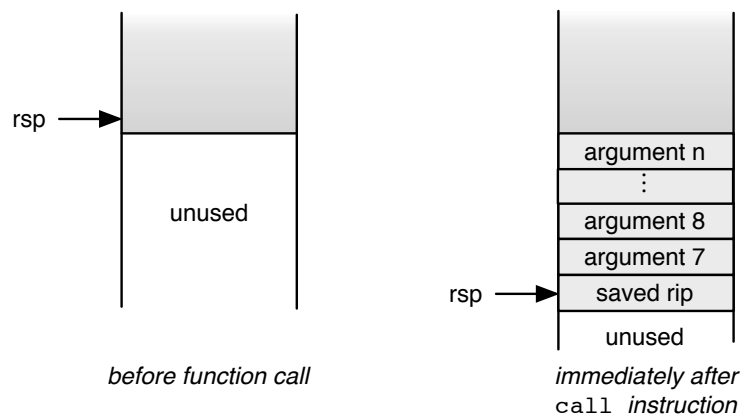 rsp
unused
before function call
argument n
⋮
argument 8
argument 7
rsp
saved rip
unused
immediately after
call instruction